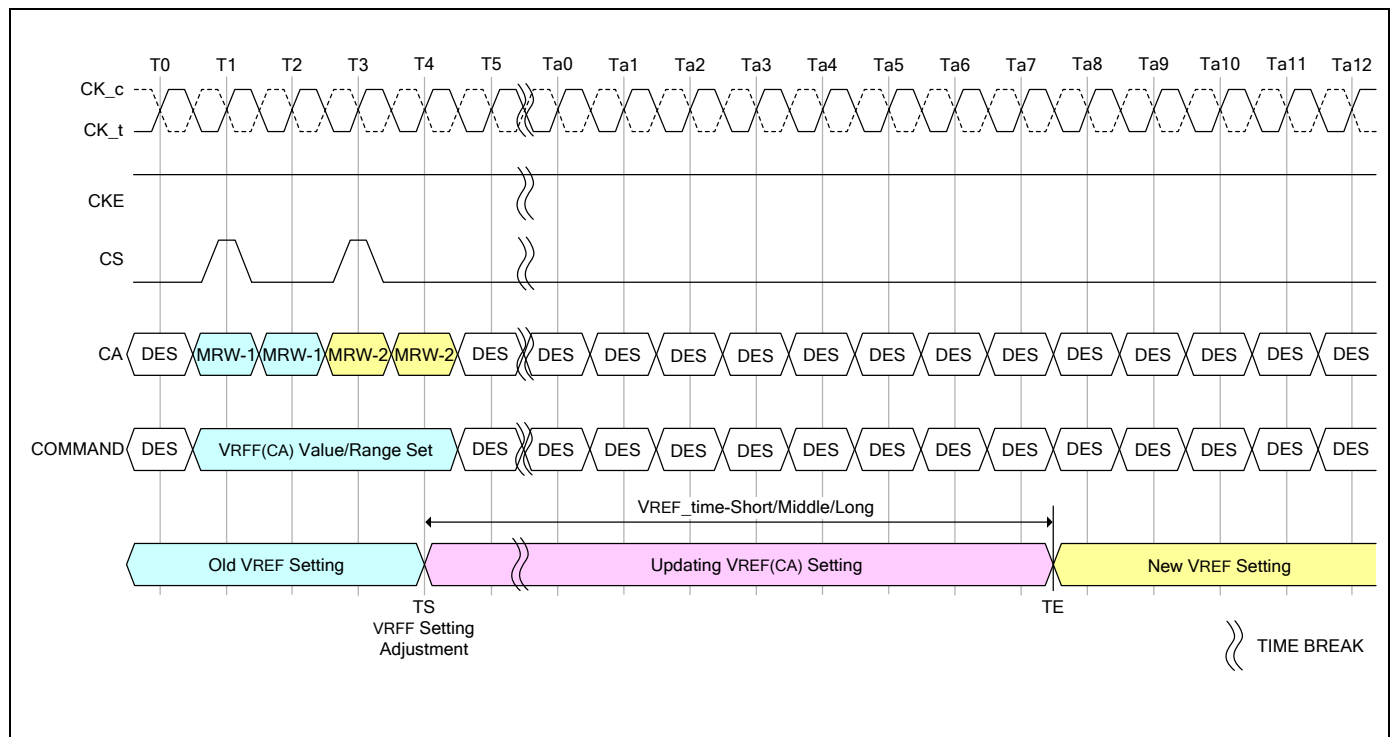 T0 T1 T2 T3 T4 T5 Ta0 Ta1 Ta2 Ta3 Ta4 Ta5 Ta6 Ta7 Ta8 Ta9 Ta10 Ta11 Ta12
CK_c
CK_t
CKE
CS
CA DES MRW-1 MRW-1 MRW-2 MRW-2 DES DES DES DES DES DES DES DES DES DES DES DES DES DES
COMMAND DES VRFF(CA) Value/Range Set DES DES DES DES DES DES DES DES DES DES DES DES DES DES
VREF_time-Short/Middle/Long
Old VREF Setting Updating VREF(CA) Setting New VREF Setting
TS TE
VRFF Setting
Adjustment
TIME BREAK